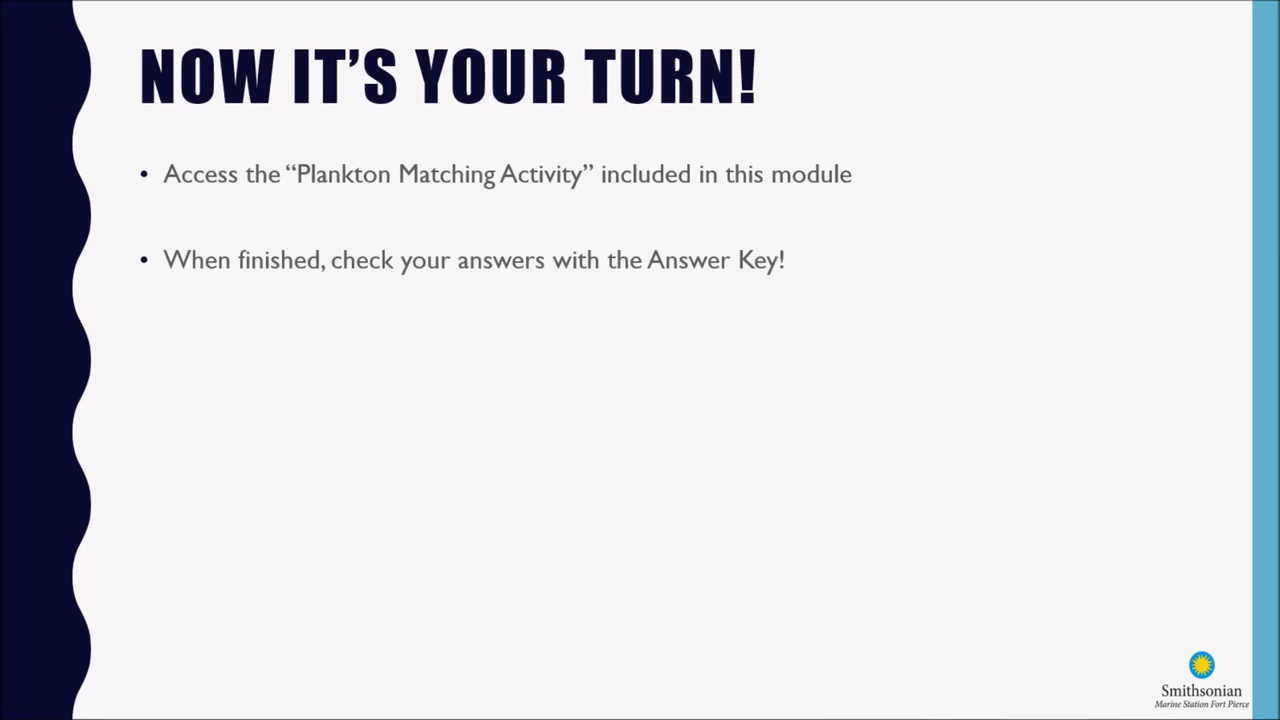 NOW IT’S YOUR TURN!
• Access the “Plankton Matching Activity” included in this module
• When finished, check your answers with the Answer Key!
Smithsonian
Marine Station Fort Pierce